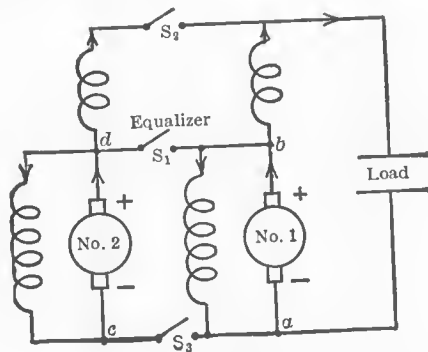 S₂
Equalizer
d
S₁
b
Load
+
+
No. 2
No. 1
−
−
c
S₃
a